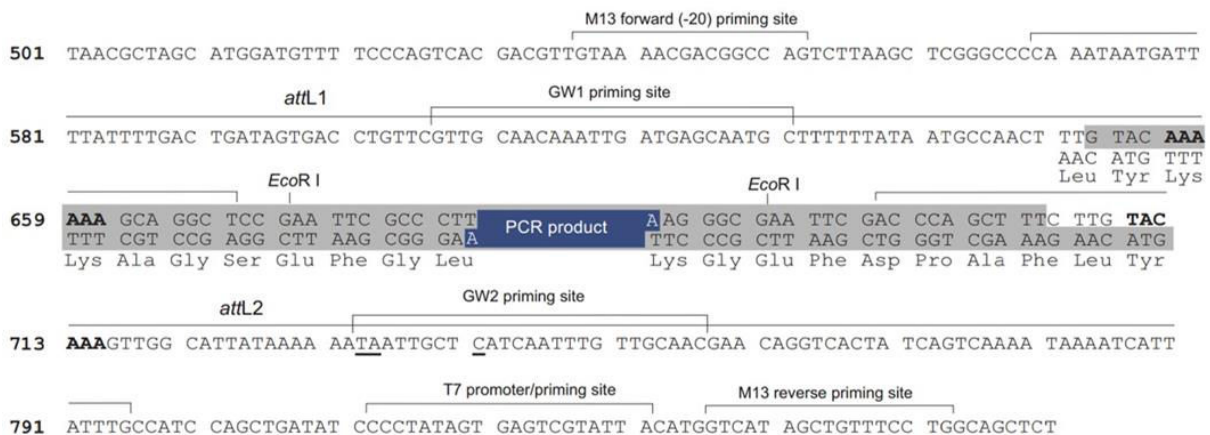 M13 forward (-20) priming site
501 TAACGCTAGC ATGGATGTTT TCCCAGTCAC GACGTTGTAA AACGACGGCC AGTCTTAAGC TCGGGCCCCA AATAATGATT
attL1 GW1 priming site
581 TTATTTTGAC TGATAGTGAC CTGTTCGTTG CAACAAATTG ATGAGCAATG CTTTTTTATA ATGCCAACTT TTG TAC AAA
AAC ATG TTT
Leu Tyr Lys
EcoR I EcoR I
659 AAA GCA GGC TCC GAA TTC GCC CTT PCR product A AG GGC GAA TTC GAC CCA GCT TTC TTG TAC
TTT CGT CCG AGG CTT AAG CGG GAA TTC CCG CTT AAG CTG GGT CGA AAG AAC ATG
Lys Ala Gly Ser Glu Phe Gly Leu Lys Gly Glu Phe Asp Pro Ala Phe Leu Tyr
attL2 GW2 priming site
713 AAAGTTGG CATTATAAAA AATAATTGCT CATCAATTTG TTGCAACGAA CAGGTCACTA TCAGTCAAAA TAAAATCATT
T7 promoter/priming site M13 reverse priming site
791 ATTTGCCATC CAGCTGATAT CCCCTATAGT GAGTCGTATT ACATGGTCAT AGCTGTTTCC TGGCAGCTCT